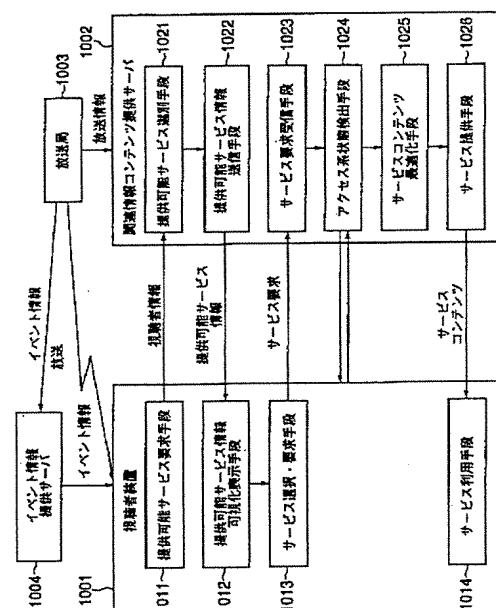 1003
放送局
イベント情報
放送
放送情報
1002
1004
イベント情報
提供サーバ
イベント情報
1001
視聴者装置
関連情報コンテンツ提供サーバ
011
提供可能サービス要求手段
視聴者情報
提供可能サービス選別手段
1021
012
提供可能サービス情報
可視化表示手段
提供可能サービス
情報
提供可能サービス情報
送信手段
1022
1013
サービス選択・要求手段
サービス要求
サービス要求受信手段
1023
アクセス系状態検出手段
1024
サービスコンテンツ
最適化手段
1025
1014
サービス利用手段
サービス
コンテンツ
サービス提供手段
1026